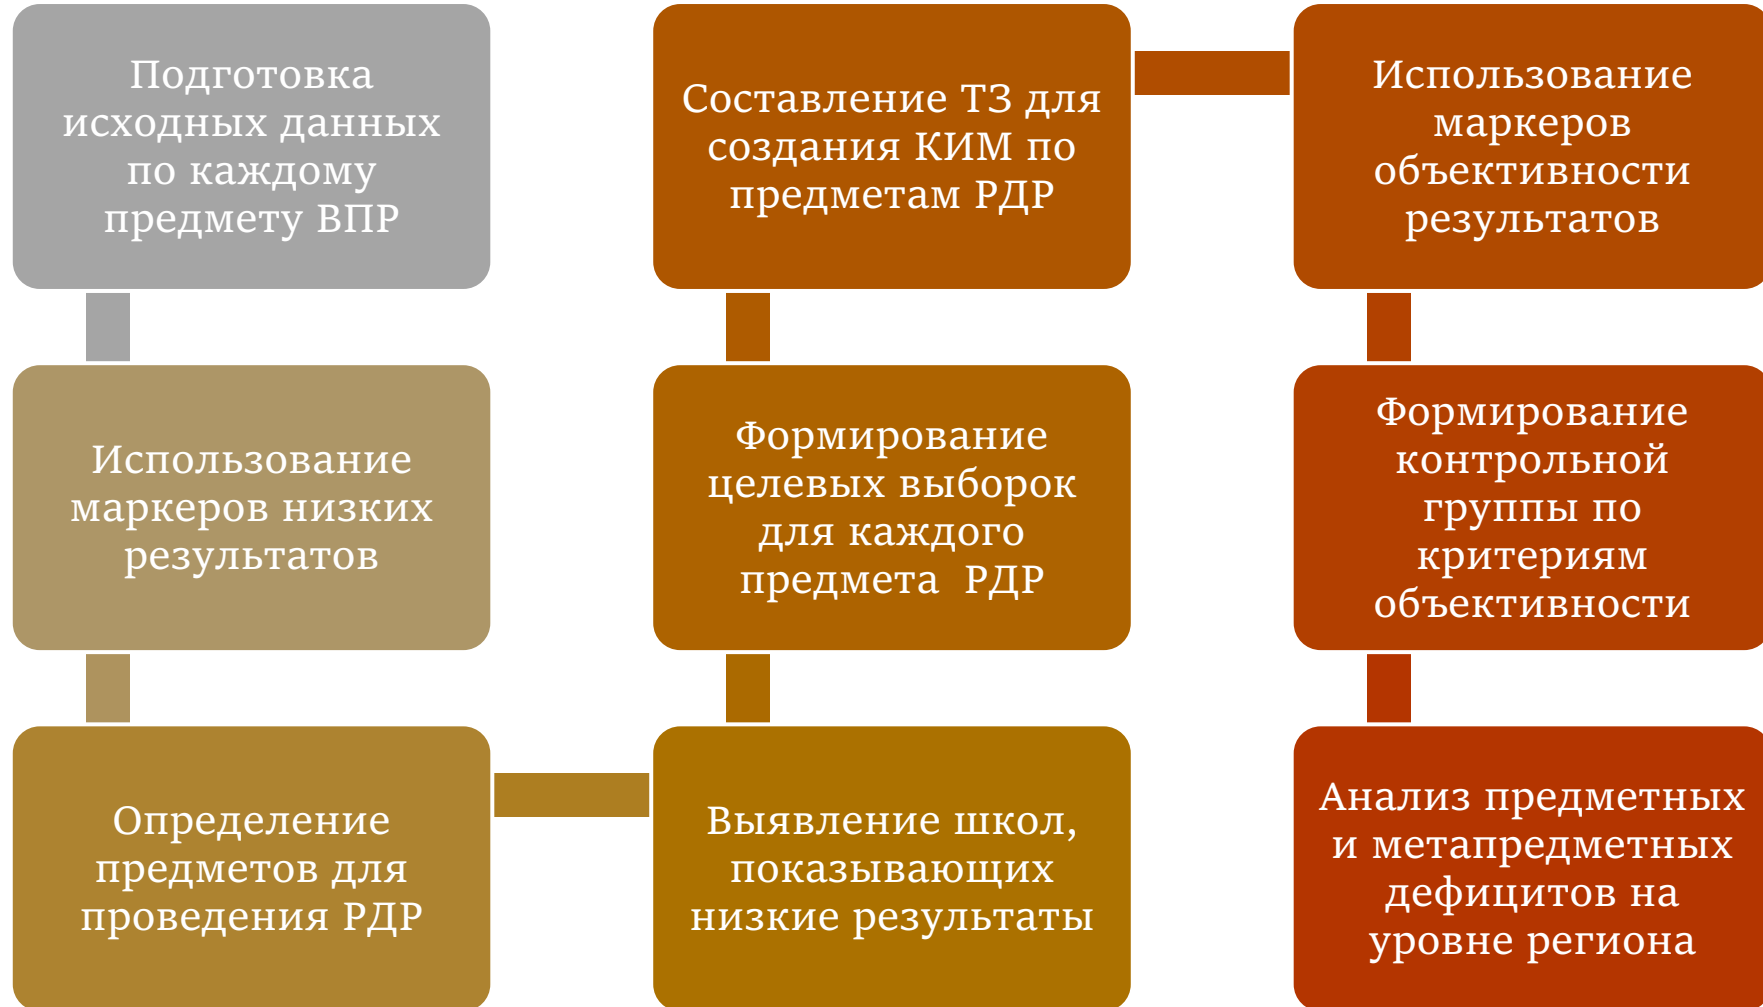 Подготовка
исходных данных
по каждому
предмету ВПР
Использование
маркеров низких
результатов
Определение
предметов для
проведения РДР
Выявление школ,
показывающих
низкие результаты
Формирование
целевых выборок
для каждого
предмета РДР
Составление ТЗ для
создания КИМ по
предметам РДР
Использование
маркеров
объективности
результатов
Формирование
контрольной
группы по
критериям
объективности
Анализ предметных
и метапредметных
дефицитов на
уровне региона